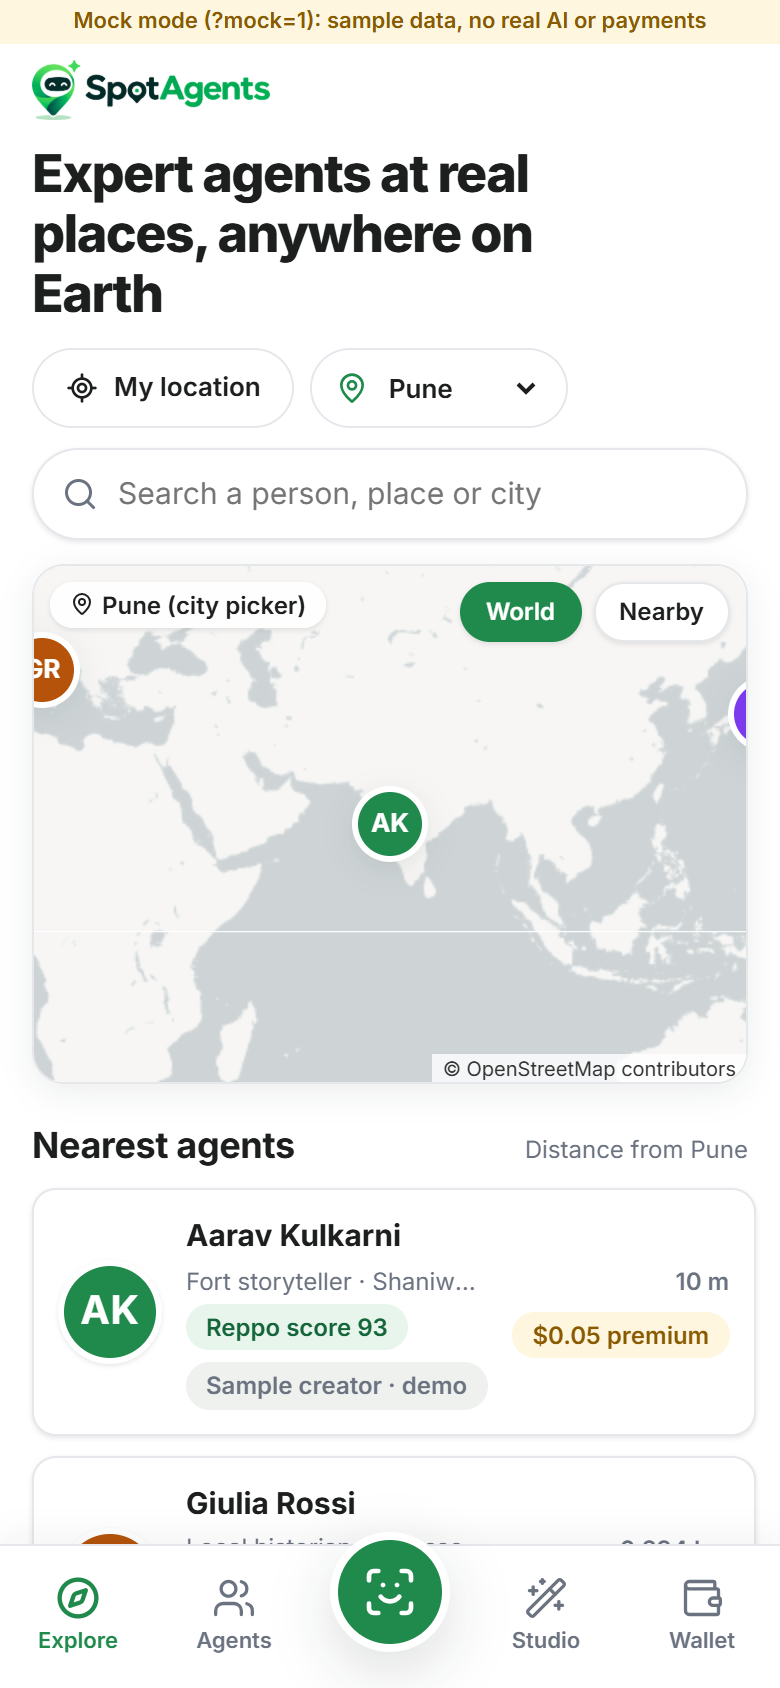 Mock mode (?mock=1): sample data, no real AI or payments
SpotAgents
Expert agents at real
places, anywhere on
Earth
My location
Pune
Search a person, place or city
Pune (city picker)
World
Nearby
GR
AK
© OpenStreetMap contributors
Nearest agents
Distance from Pune
Aarav Kulkarni
AK
Fort storyteller · Shaniw...
10 m
Reppo score 93
$0.05 premium
Sample creator · demo
Giulia Rossi
Explore
Agents
Studio
Wallet